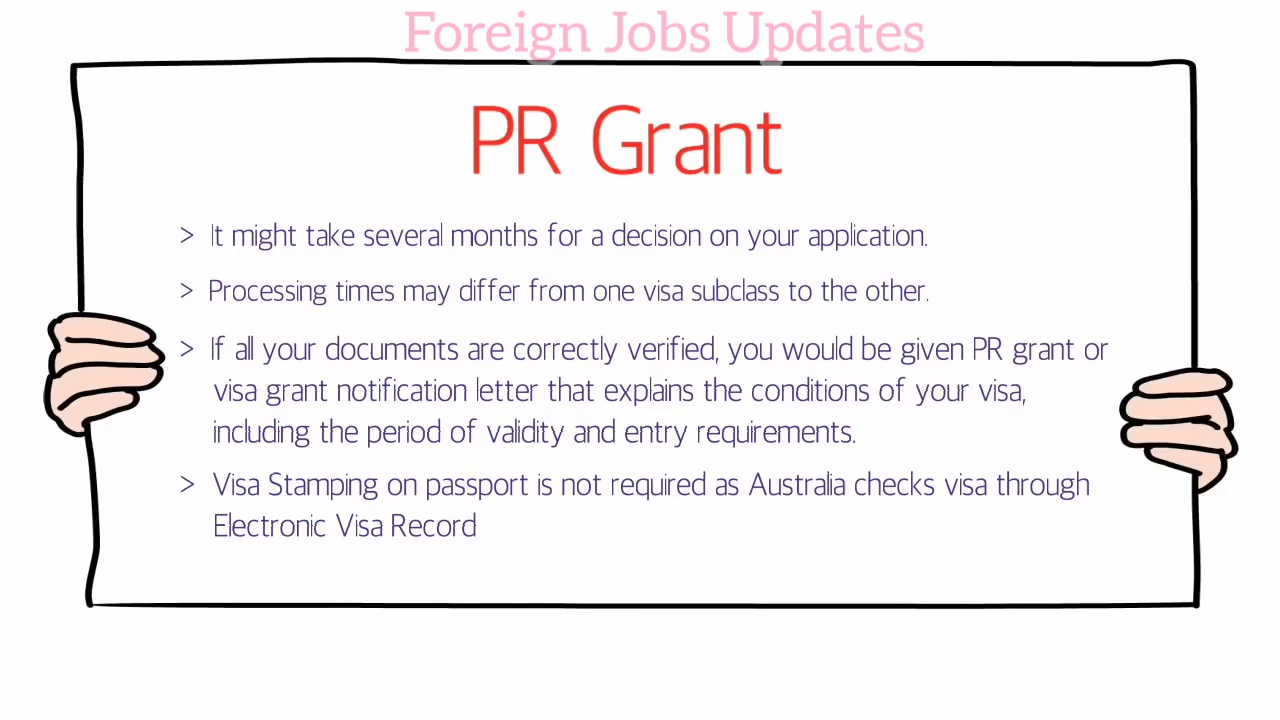 Foreign Jobs Updates
PR Grant
> It might take several months for a decision on your application.
> Processing times may differ from one visa subclass to the other.
> If all your documents are correctly verified, you would be given PR grant or
visa grant notification letter that explains the conditions of your visa,
including the period of validity and entry requirements.
> Visa Stamping on passport is not required as Australia checks visa through
Electronic Visa Record